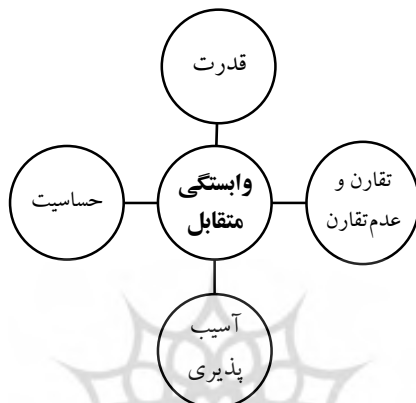 قدرت
تقارن و
عدم‌تقارن
وابستگی
متقابل
حساسیت
آسیب
پذیری